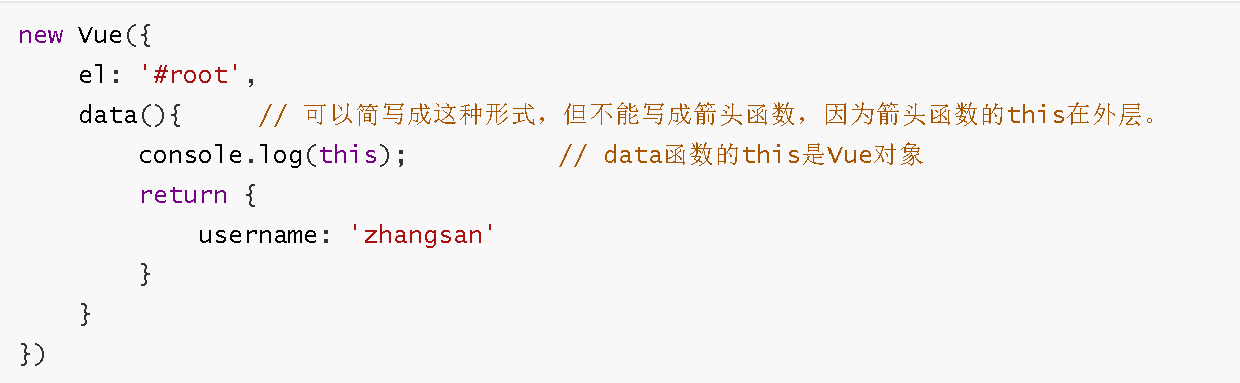 new Vue({
    el: '#root',
    data(){     // 可以简写成这种形式，但不能写成箭头函数，因为箭头函数的this在外层。
        console.log(this);          // data函数的this是Vue对象
        return {
            username: 'zhangsan'
        }
    }
})